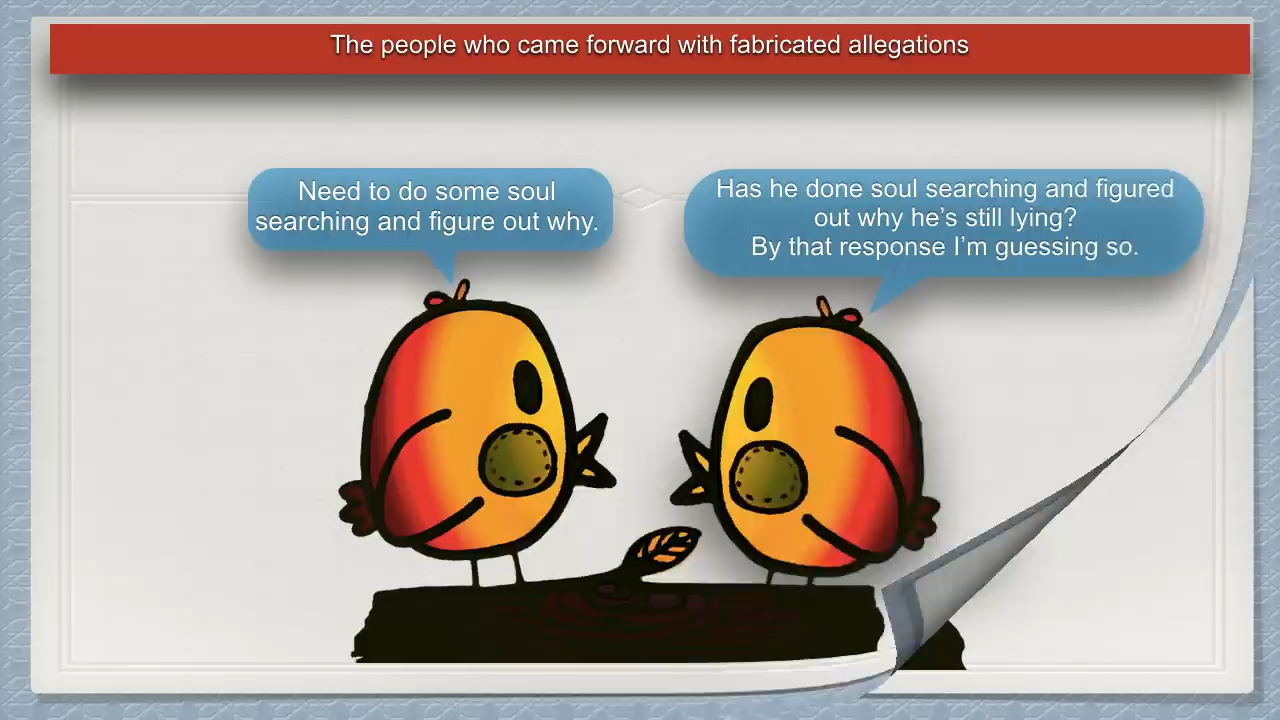 The people who came forward with fabricated allegations
Need to do some soul
searching and figure out why.
Has he done soul searching and figured
out why he’s still lying?
By that response I’m guessing so.